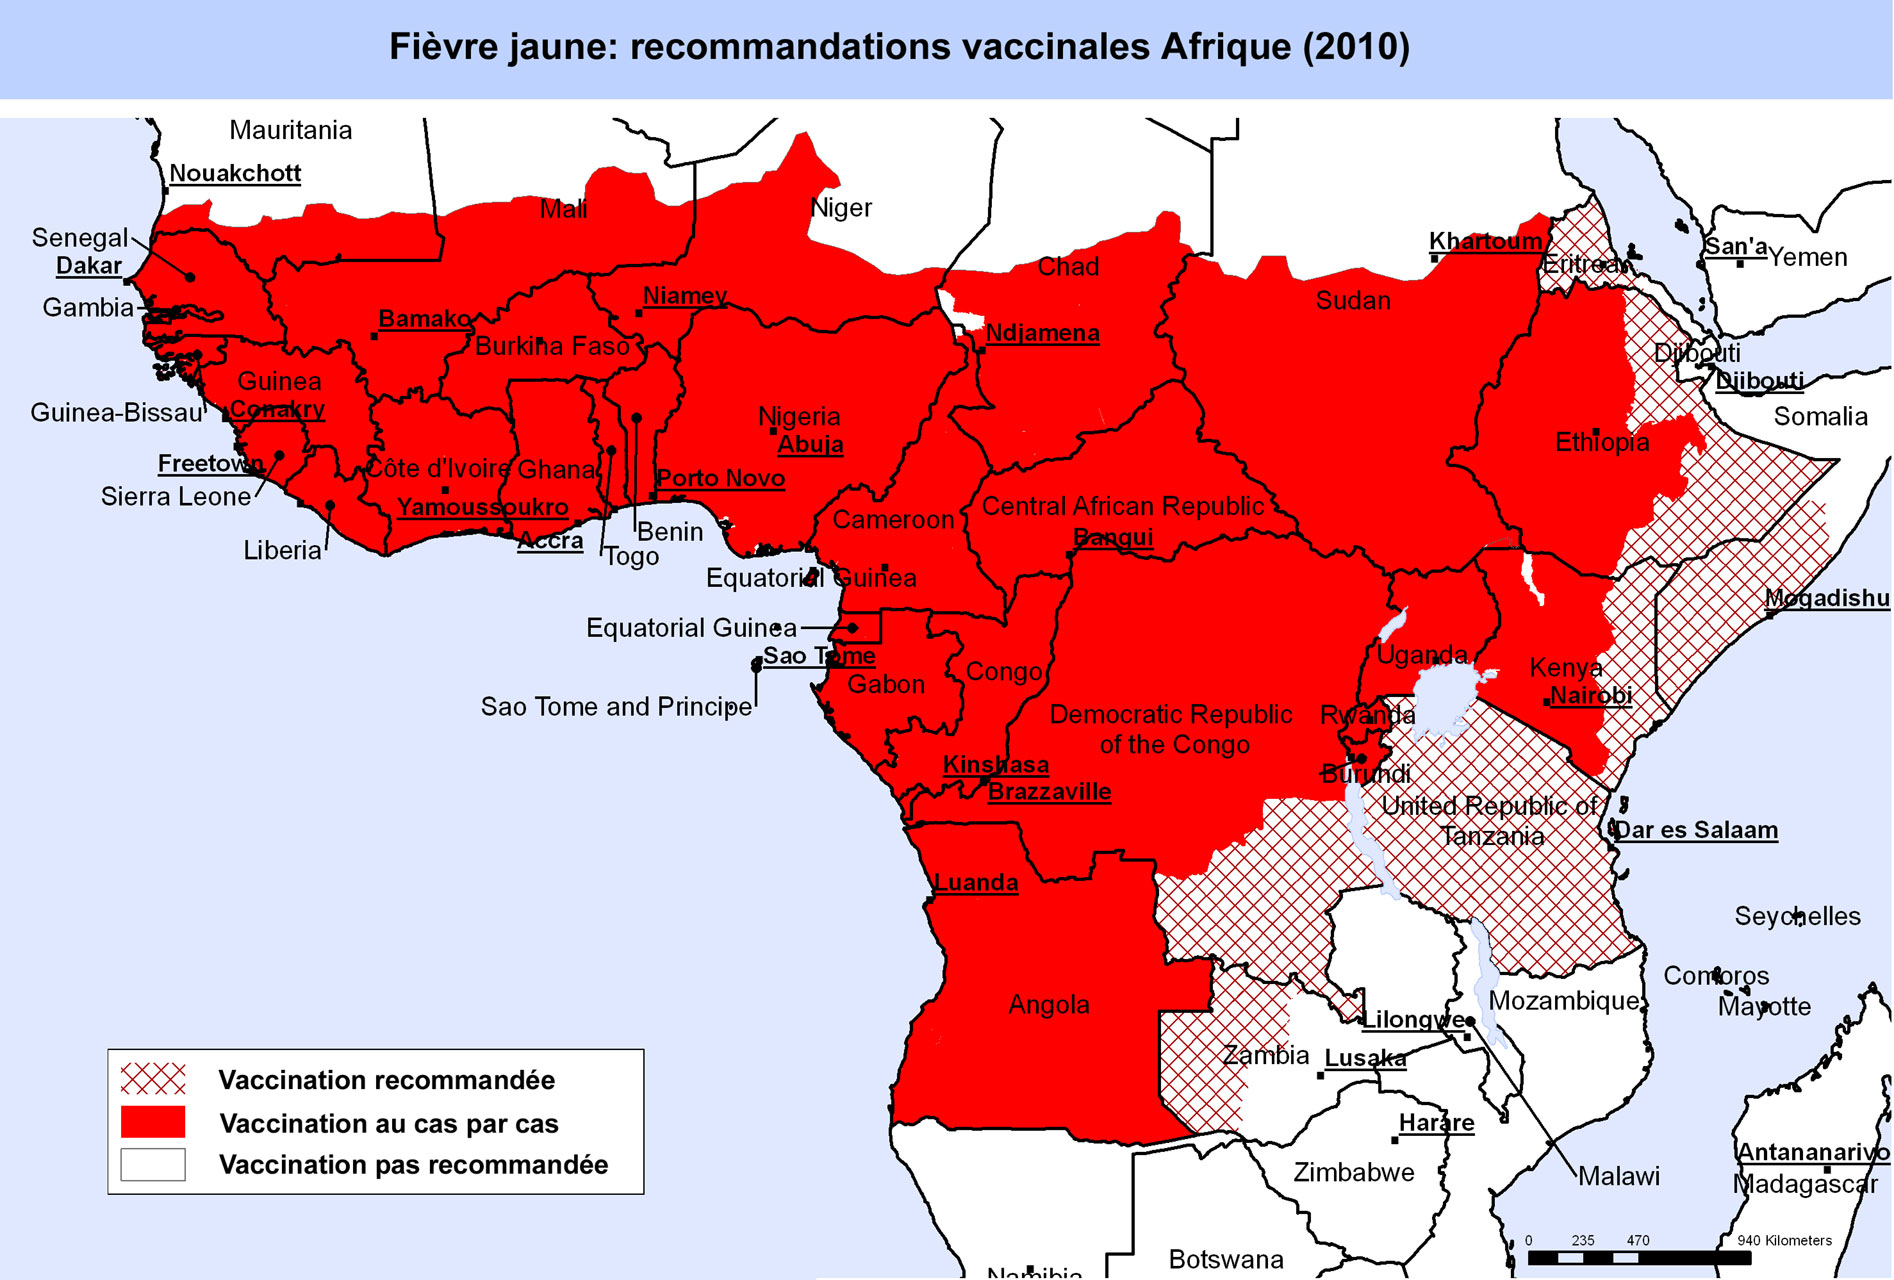 Fièvre jaune: recommandations vaccinales Afrique (2010)
Mauritania
Nouakchott
Mali
Niger
Senegal
Dakar
Chad
Khartoum
Eritrea
San'a
Yemen
Gambia
Bamako
Niamey
Sudan
Burkina Faso
Ndjamena
Djibouti
Djibouti
Guinea
Conakry
Guinea-Bissau
Nigeria
Abuja
Somalia
Ethiopia
Freetown
Sierra Leone
Côte d'Ivoire
Ghana
Yamoussoukro
Porto Novo
Central African Republic
Bangui
Cameroon
Liberia
Accra
Togo
Benin
Equatorial Guinea
Mogadishu
Equatorial Guinea
Sao Tome
Sao Tome and Principe
Gabon
Congo
Uganda
Kenya
Nairobi
Democratic Republic
of the Congo
Rwanda
Kinshasa
Brazzaville
Burundi
United Republic of
Tanzania
Dar es Salaam
Luanda
Seychelles
Angola
Comoros
Mayotte
Mozambique
Lilongwe
Zambia
Lusaka
Harare
Zimbabwe
Malawi
Antananarivo
Madagascar
Botswana
Namibia
Vaccination recommandée
Vaccination au cas par cas
Vaccination pas recommandée
0 235 470 940 Kilometers